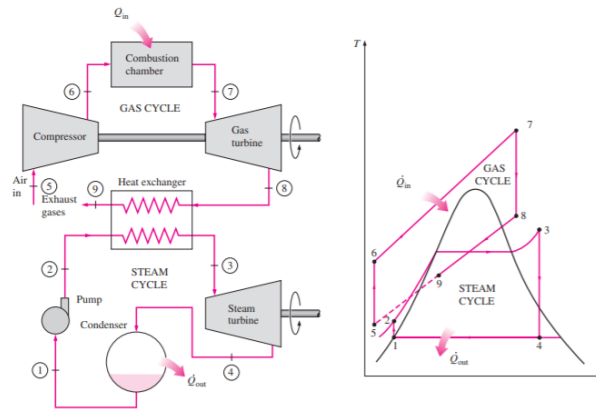 Q̇in
Combustion
chamber
6
7
GAS CYCLE
Compressor
Gas
turbine
Air
in
5
9
8
Exhaust
gases
Heat exchanger
2
3
STEAM
CYCLE
Pump
Condenser
Steam
turbine
4
1
Q̇out
T
7
GAS
CYCLE
Q̇in
8
3
6
9
STEAM
CYCLE
2
5
1
4
Q̇out